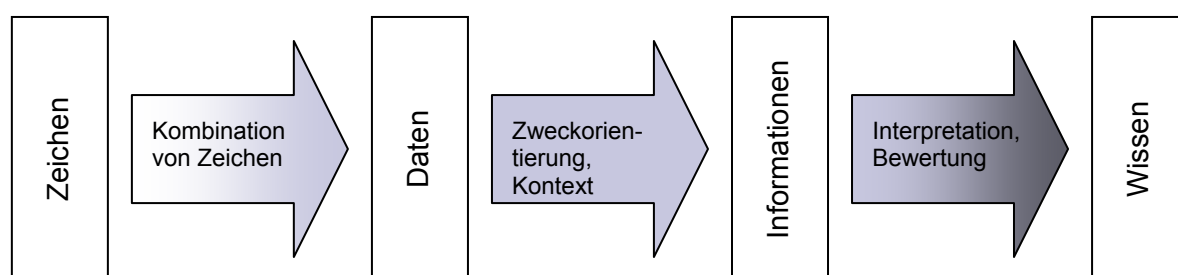 Zeichen
Kombination
von Zeichen
Daten
Zweckorien-
tierung,
Kontext
Informationen
Interpretation,
Bewertung
Wissen